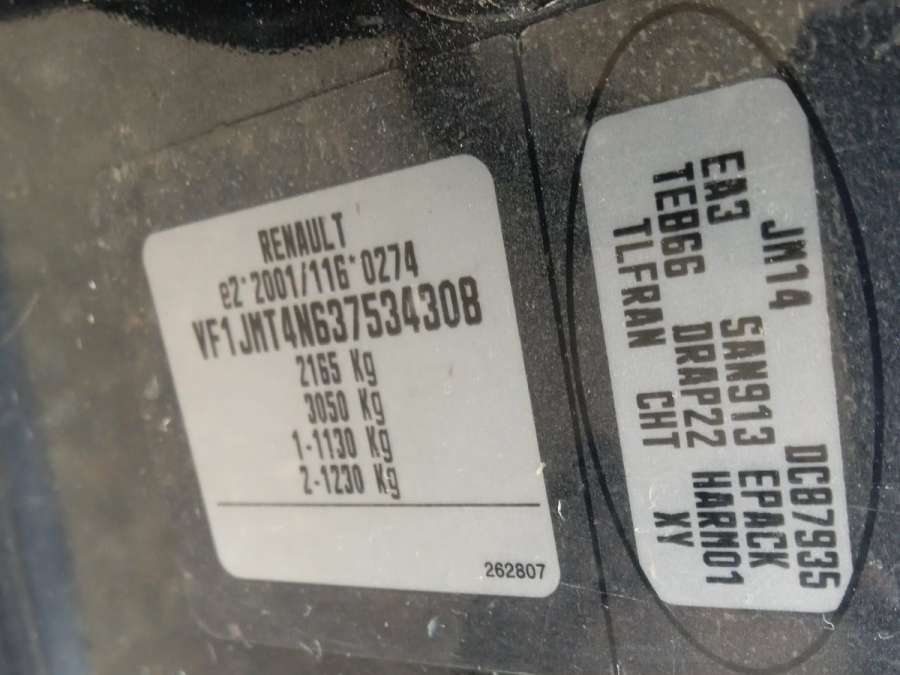 RENAULT
e2*2001/116*0274
VF1JMT4N637534308
2165 Kg
3050 Kg
1-1130 Kg
2-1230 Kg
262807
JM14 DC87935
EA3 SAN913 EPACK
TEB66 DRAP22 HARM01
TLFRAN CHT XY